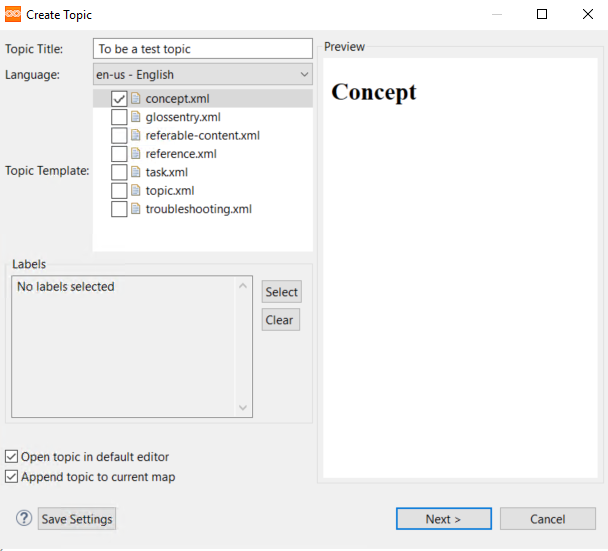 Create Topic
Topic Title: To be a test topic
Language: en-us - English
Topic Template:
concept.xml
glossentry.xml
referable-content.xml
reference.xml
task.xml
topic.xml
troubleshooting.xml
Labels
No labels selected
Select
Clear
Open topic in default editor
Append topic to current map
Preview
Concept
? Save Settings
Next > Cancel